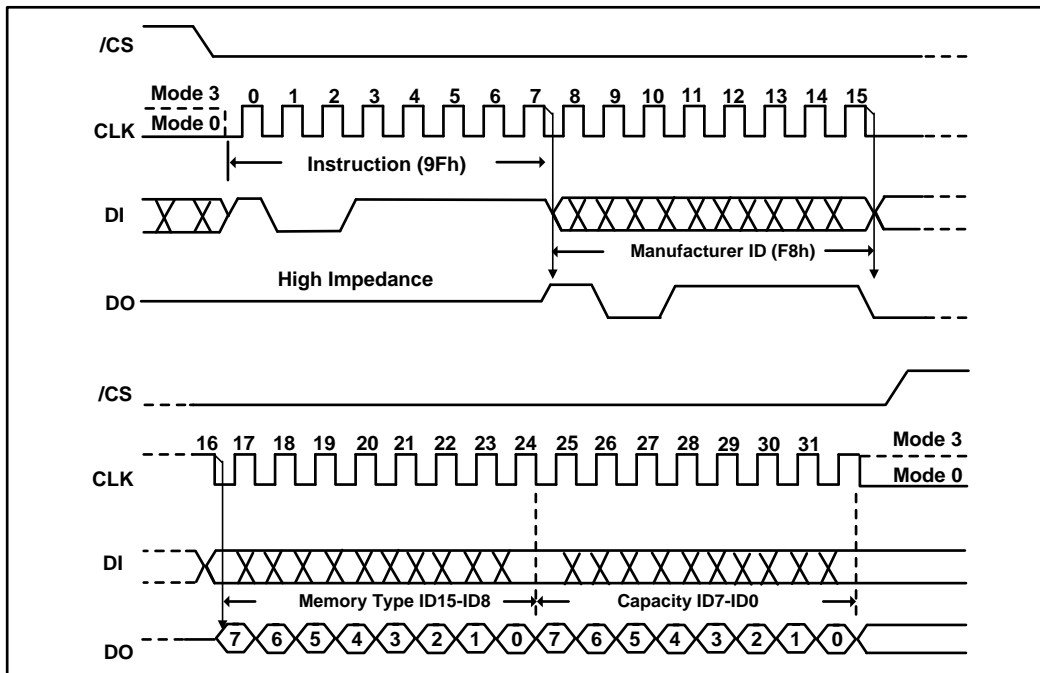 /CS
Mode 3
0 1 2 3 4 5 6 7 8 9 10 11 12 13 14 15
CLK
Mode 0
Instruction (9Fh)
DI
Manufacturer ID (F8h)
High Impedance
DO
/CS
16 17 18 19 20 21 22 23 24 25 26 27 28 29 30 31
Mode 3
CLK
Mode 0
DI
Memory Type ID15-ID8
Capacity ID7-ID0
DO
7 6 5 4 3 2 1 0 7 6 5 4 3 2 1 0